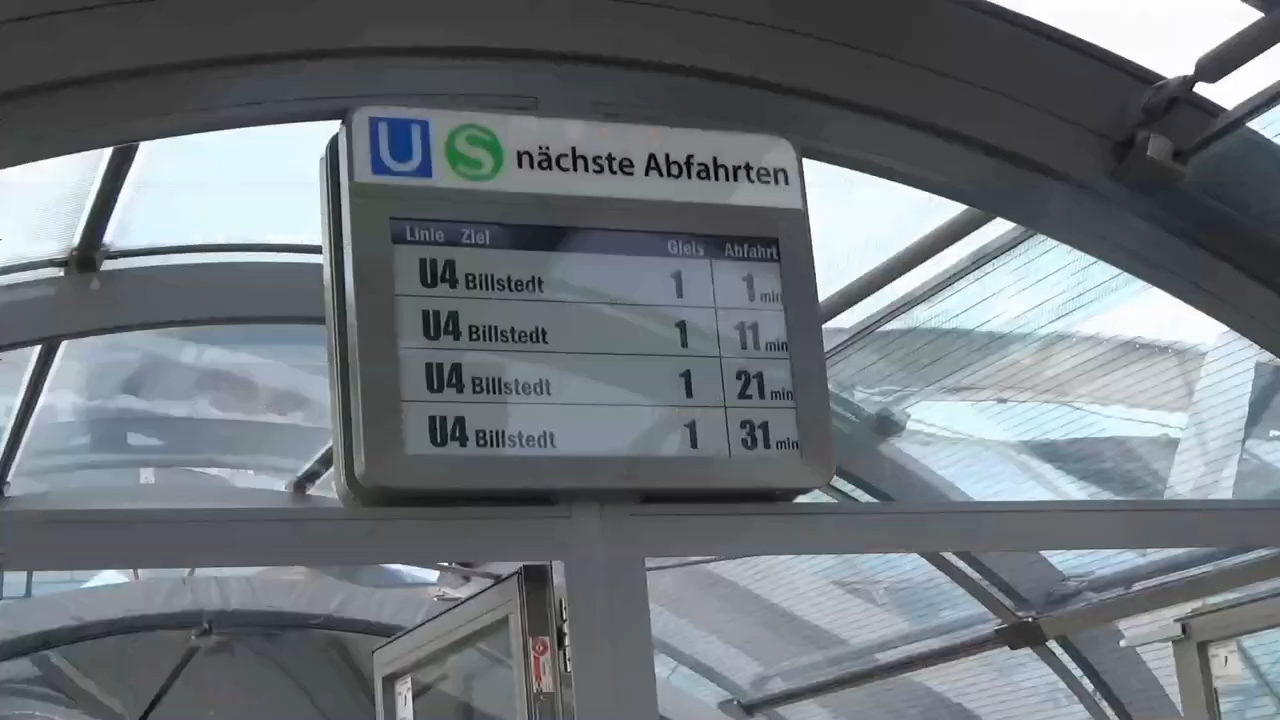 U S nächste Abfahrten
Linie Ziel Gleis Abfahrt
U4 Billstedt 1 1 min
U4 Billstedt 1 11 min
U4 Billstedt 1 21 min
U4 Billstedt 1 31 min